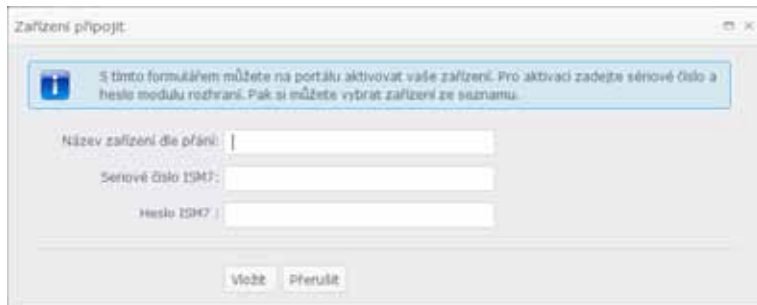 Zařízení připojit
S tímto formulářem můžete na portálu aktivovat vaše zařízení. Pro aktivaci zadejte sériové číslo a
heslo modulu rozhraní. Pak si můžete vybrat zařízení ze seznamu.
Název zařízení dle přání:
Seriové číslo ISM7:
Heslo ISM7 :
Vložit Přerušit